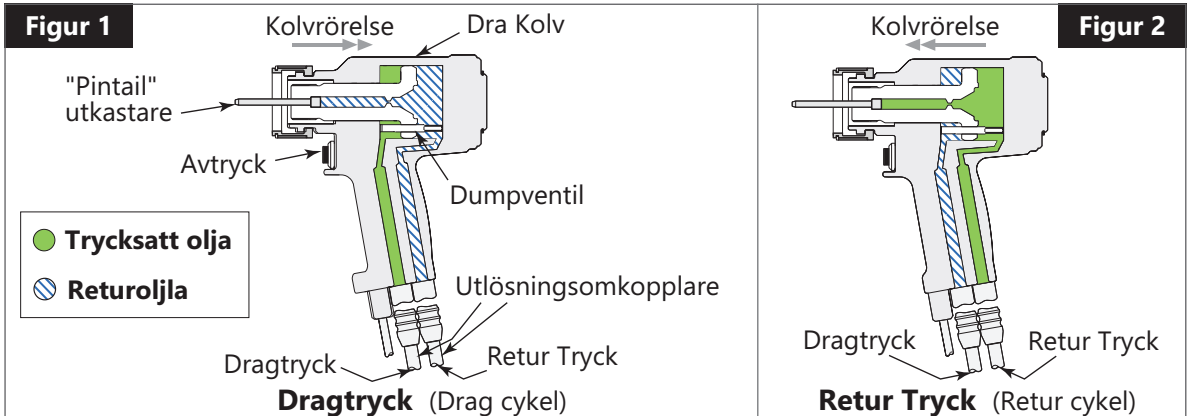 Figur 1
Kolvrörelse
Dra Kolv
"Pintail"
utkastare
Avtryck
Dumpventil
Trycksatt olja
Returoljla
Utlösningsomkopplare
Dragtryck
Retur Tryck
Dragtryck (Drag cykel)
Figur 2
Kolvrörelse
Dragtryck
Retur Tryck
Retur Tryck (Retur cykel)